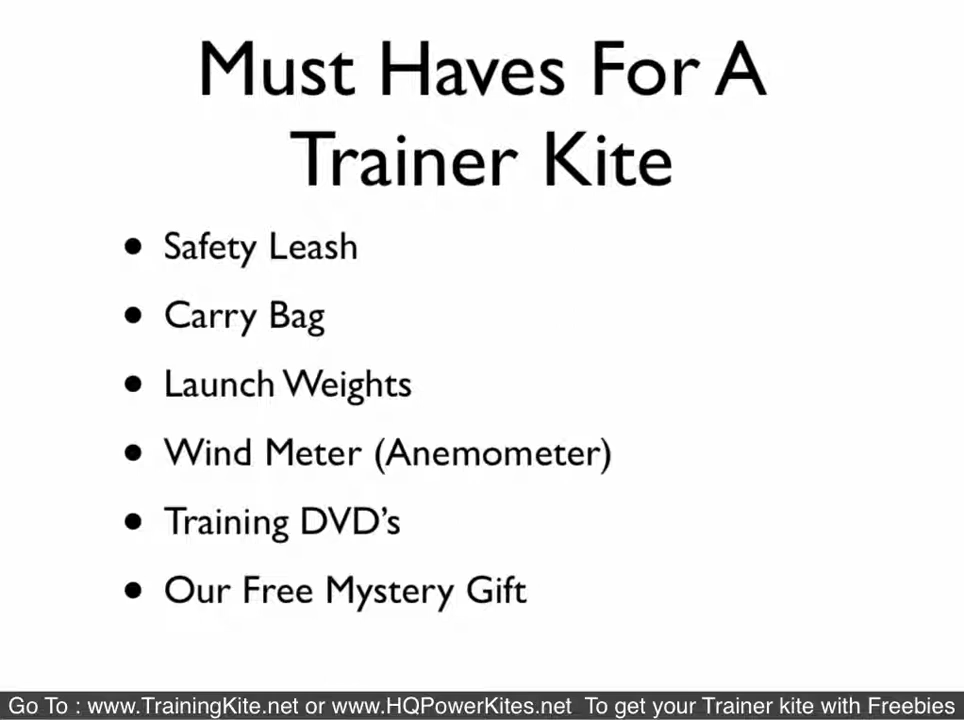 Must Haves For A
Trainer Kite
• Safety Leash
• Carry Bag
• Launch Weights
• Wind Meter (Anemometer)
• Training DVD's
• Our Free Mystery Gift
Go To : www.TrainingKite.net or www.HQPowerKites.net To get your Trainer kite with Freebies